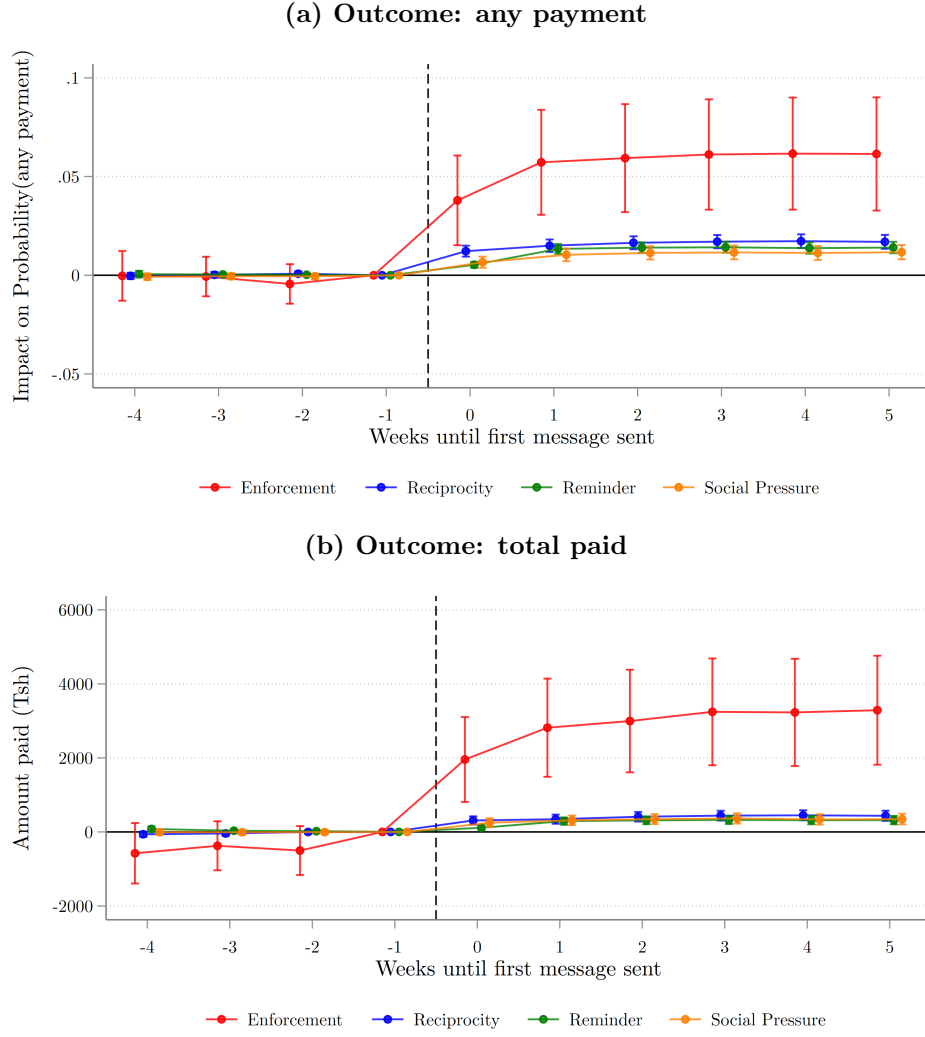 (a) Outcome: any payment
Impact on Probablity(any payment)
.1
.05
0
-.05
-4 -3 -2 -1 0 1 2 3 4 5
Weeks until first message sent
Enforcement Reciprocity Reminder Social Pressure
(b) Outcome: total paid
Amount paid (Tsh)
6000
4000
2000
0
-2000
-4 -3 -2 -1 0 1 2 3 4 5
Weeks until first message sent
Enforcement Reciprocity Reminder Social Pressure